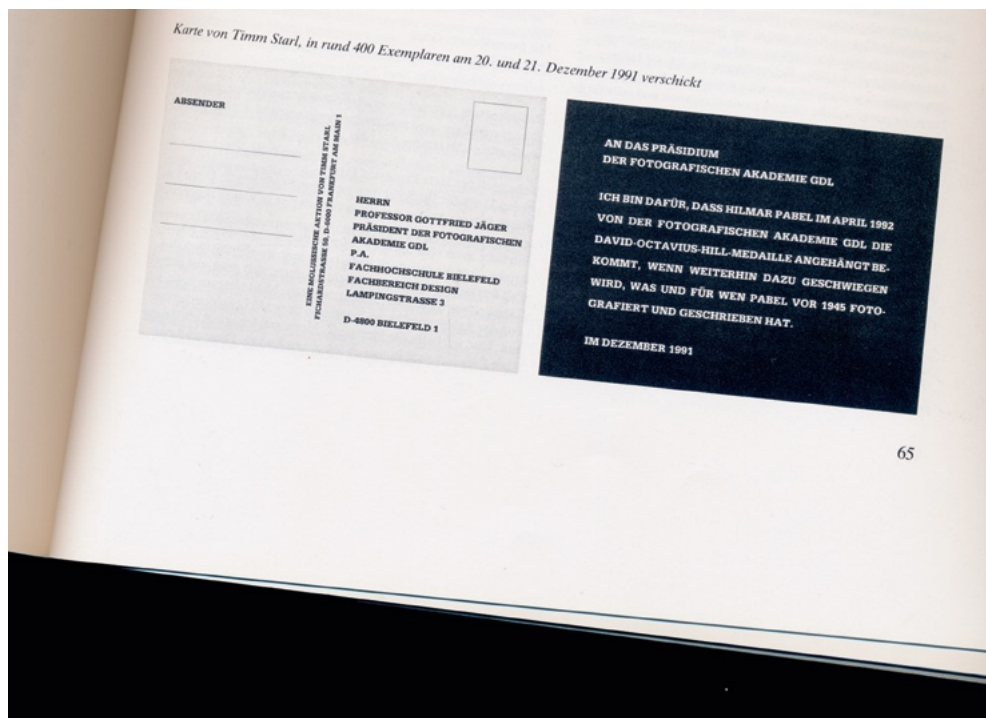 Karte von Timm Starl, in rund 400 Exemplaren am 20. und 21. Dezember 1991 verschickt
ABSENDER
EINE MOLUSSISCHE AKTION VON TIMM STARL
FICHARDSTRASSE 52, D-6000 FRANKFURT AM MAIN 1
HERRN
PROFESSOR GOTTFRIED JÄGER
PRÄSIDENT DER FOTOGRAFISCHEN
AKADEMIE GDL
P.A.
FACHHOCHSCHULE BIELEFELD
FACHBEREICH DESIGN
LAMPINGSTRASSE 3
D-4800 BIELEFELD 1
AN DAS PRÄSIDIUM
DER FOTOGRAFISCHEN AKADEMIE GDL
ICH BIN DAFÜR, DASS HILMAR PABEL IM APRIL 1992
VON DER FOTOGRAFISCHEN AKADEMIE GDL DIE
DAVID-OCTAVIUS-HILL-MEDAILLE ANGEHÄNGT BE-
KOMMT, WENN WEITERHIN DAZU GESCHWIEGEN
WIRD, WAS UND FÜR WEN PABEL VOR 1945 FOTO-
GRAFIERT UND GESCHRIEBEN HAT.
IM DEZEMBER 1991
65